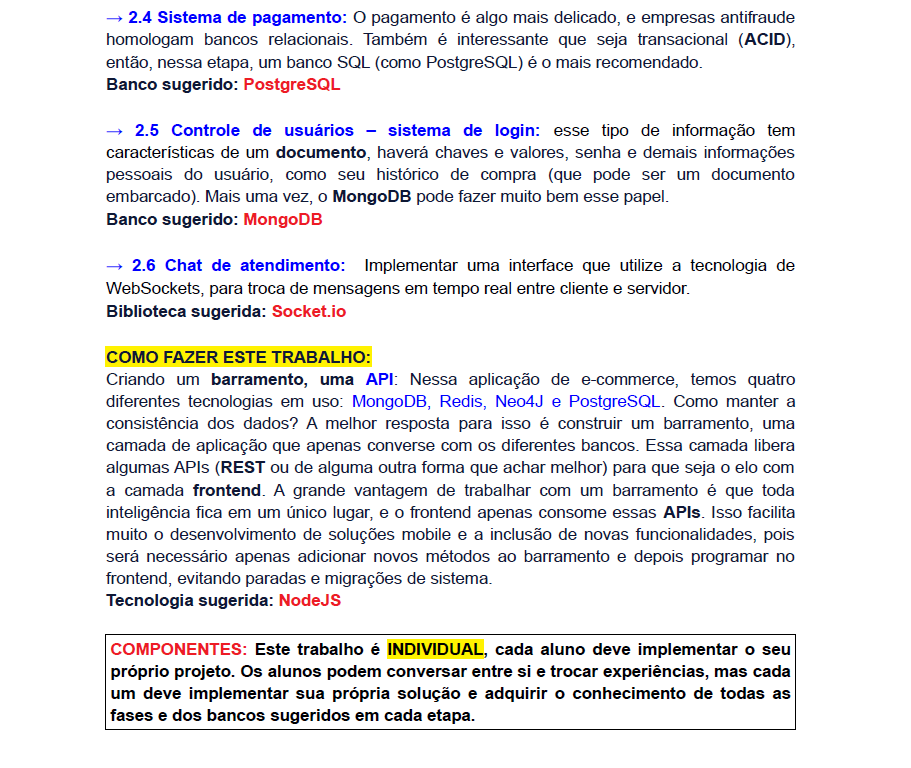 → 2.4 Sistema de pagamento: O pagamento é algo mais delicado, e empresas antifraude
homologam bancos relacionais. Também é interessante que seja transacional (ACID),
então, nessa etapa, um banco SQL (como PostgreSQL) é o mais recomendado.
Banco sugerido: PostgreSQL
→ 2.5 Controle de usuários – sistema de login: esse tipo de informação tem
características de um documento, haverá chaves e valores, senha e demais informações
pessoais do usuário, como seu histórico de compra (que pode ser um documento
embarcado). Mais uma vez, o MongoDB pode fazer muito bem esse papel.
Banco sugerido: MongoDB
→ 2.6 Chat de atendimento: Implementar uma interface que utilize a tecnologia de
WebSockets, para troca de mensagens em tempo real entre cliente e servidor.
Biblioteca sugerida: Socket.io
COMO FAZER ESTE TRABALHO:
Criando um barramento, uma API: Nessa aplicação de e-commerce, temos quatro
diferentes tecnologias em uso: MongoDB, Redis, Neo4J e PostgreSQL. Como manter a
consistência dos dados? A melhor resposta para isso é construir um barramento, uma
camada de aplicação que apenas converse com os diferentes bancos. Essa camada libera
algumas APIs (REST ou de alguma outra forma que achar melhor) para que seja o elo com
a camada frontend. A grande vantagem de trabalhar com um barramento é que toda
inteligência fica em um único lugar, e o frontend apenas consome essas APIs. Isso facilita
muito o desenvolvimento de soluções mobile e a inclusão de novas funcionalidades, pois
será necessário apenas adicionar novos métodos ao barramento e depois programar no
frontend, evitando paradas e migrações de sistema.
Tecnologia sugerida: NodeJS
COMPONENTES: Este trabalho é INDIVIDUAL, cada aluno deve implementar o seu
próprio projeto. Os alunos podem conversar entre si e trocar experiências, mas cada
um deve implementar sua própria solução e adquirir o conhecimento de todas as
fases e dos bancos sugeridos em cada etapa.